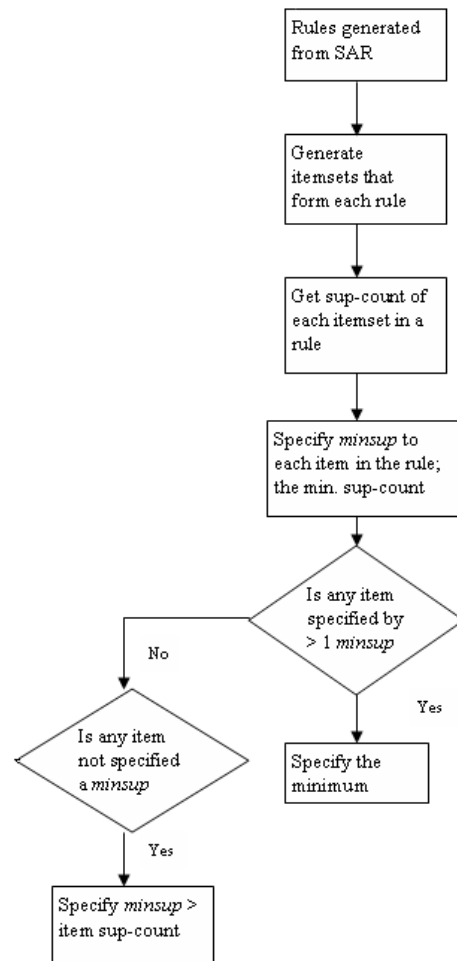 Rules generated
from SAR
Generate
itemsets that
form each rule
Get sup-count of
each itemset in a
rule
Specify minsup to
each item in the rule;
the min. sup-count
Is any item
specified by
> 1 minsup
No
Yes
Is any item
not specified
a minsup
Specify the
minimum
Yes
Specify minsup >
item sup-count